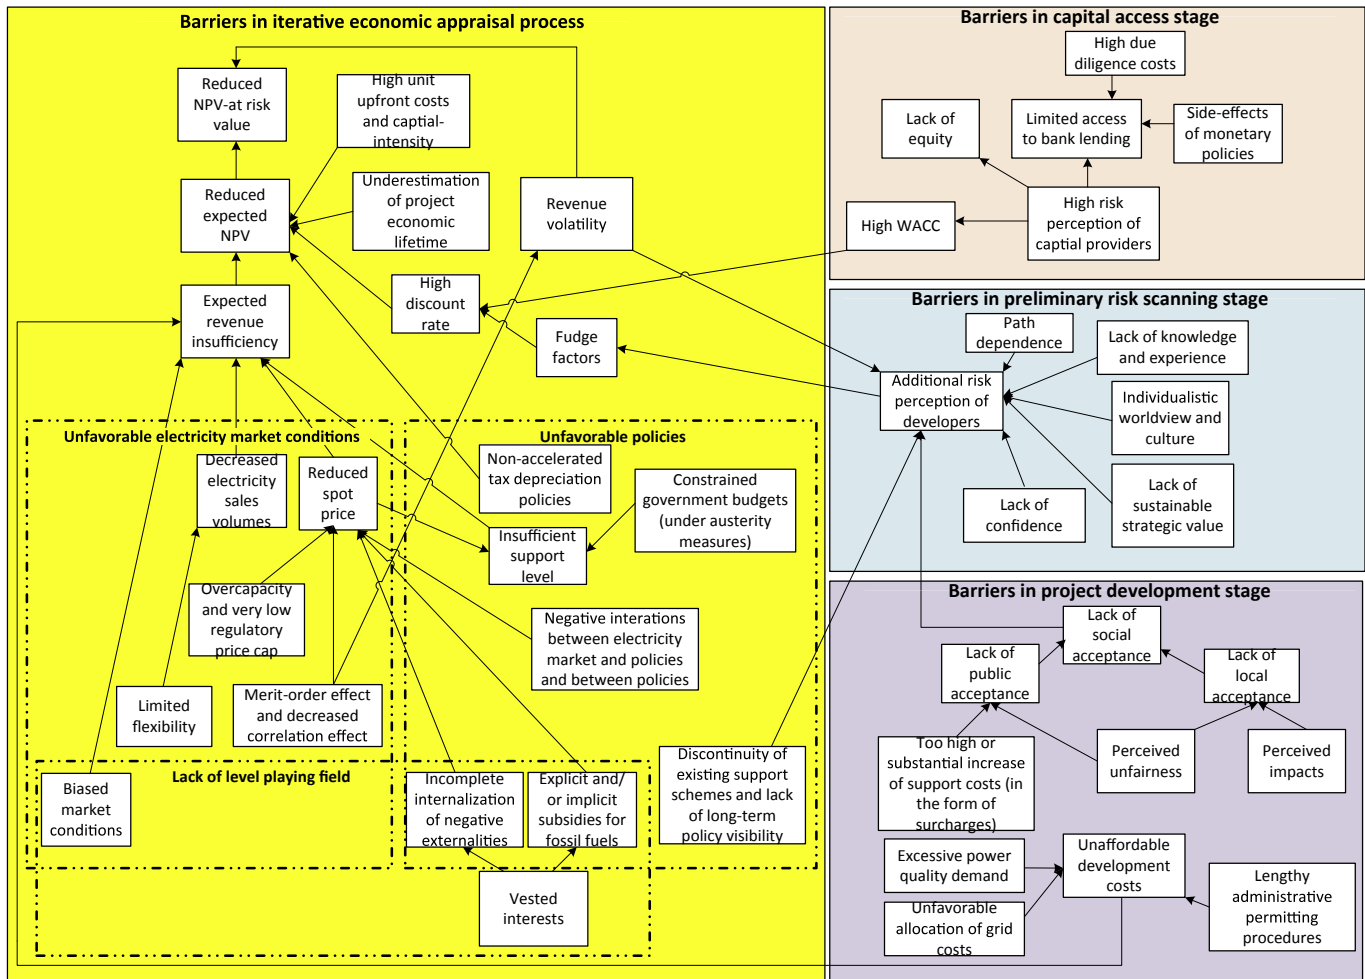 Barriers in iterative economic appraisal process
Reduced
NPV-at risk
value
High unit
upfront costs
and captial-
intensity
Reduced
expected
NPV
Underestimation
of project
economic
lifetime
Revenue
volatility
Expected
revenue
insufficiency
High
discount
rate
Fudge
factors
Unfavorable electricity market conditions
Decreased
electricity
sales
volumes
Reduced
spot
price
Overcapacity
and very low
regulatory
price cap
Limited
flexibility
Merit-order effect
and decreased
correlation effect
Unfavorable policies
Non-accelerated
tax depreciation
policies
Constrained
government budgets
(under austerity
measures)
Insufficient
support
level
Negative interations
between electricity
market and policies
and between policies
Discontinuity of
existing support
schemes and lack
of long-term
policy visibility
Lack of level playing field
Biased
market
conditions
Incomplete
internalization
of negative
externalities
Explicit and/
or implicit
subsidies for
fossil fuels
Vested
interests
Barriers in capital access stage
High due
diligence costs
Lack of
equity
Limited access
to bank lending
Side-effects
of monetary
policies
High WACC
High risk
perception of
captial providers
Barriers in preliminary risk scanning stage
Path
dependence
Lack of knowledge
and experience
Additional risk
perception of
developers
Individualistic
worldview and
culture
Lack of
confidence
Lack of
sustainable
strategic value
Barriers in project development stage
Lack of
social
acceptance
Lack of
public
acceptance
Lack of
local
acceptance
Too high or
substantial increase
of support costs (in
the form of
surcharges)
Perceived
unfairness
Perceived
impacts
Excessive power
quality demand
Unaffordable
development
costs
Unfavorable
allocation of grid
costs
Lengthy
administrative
permitting
procedures